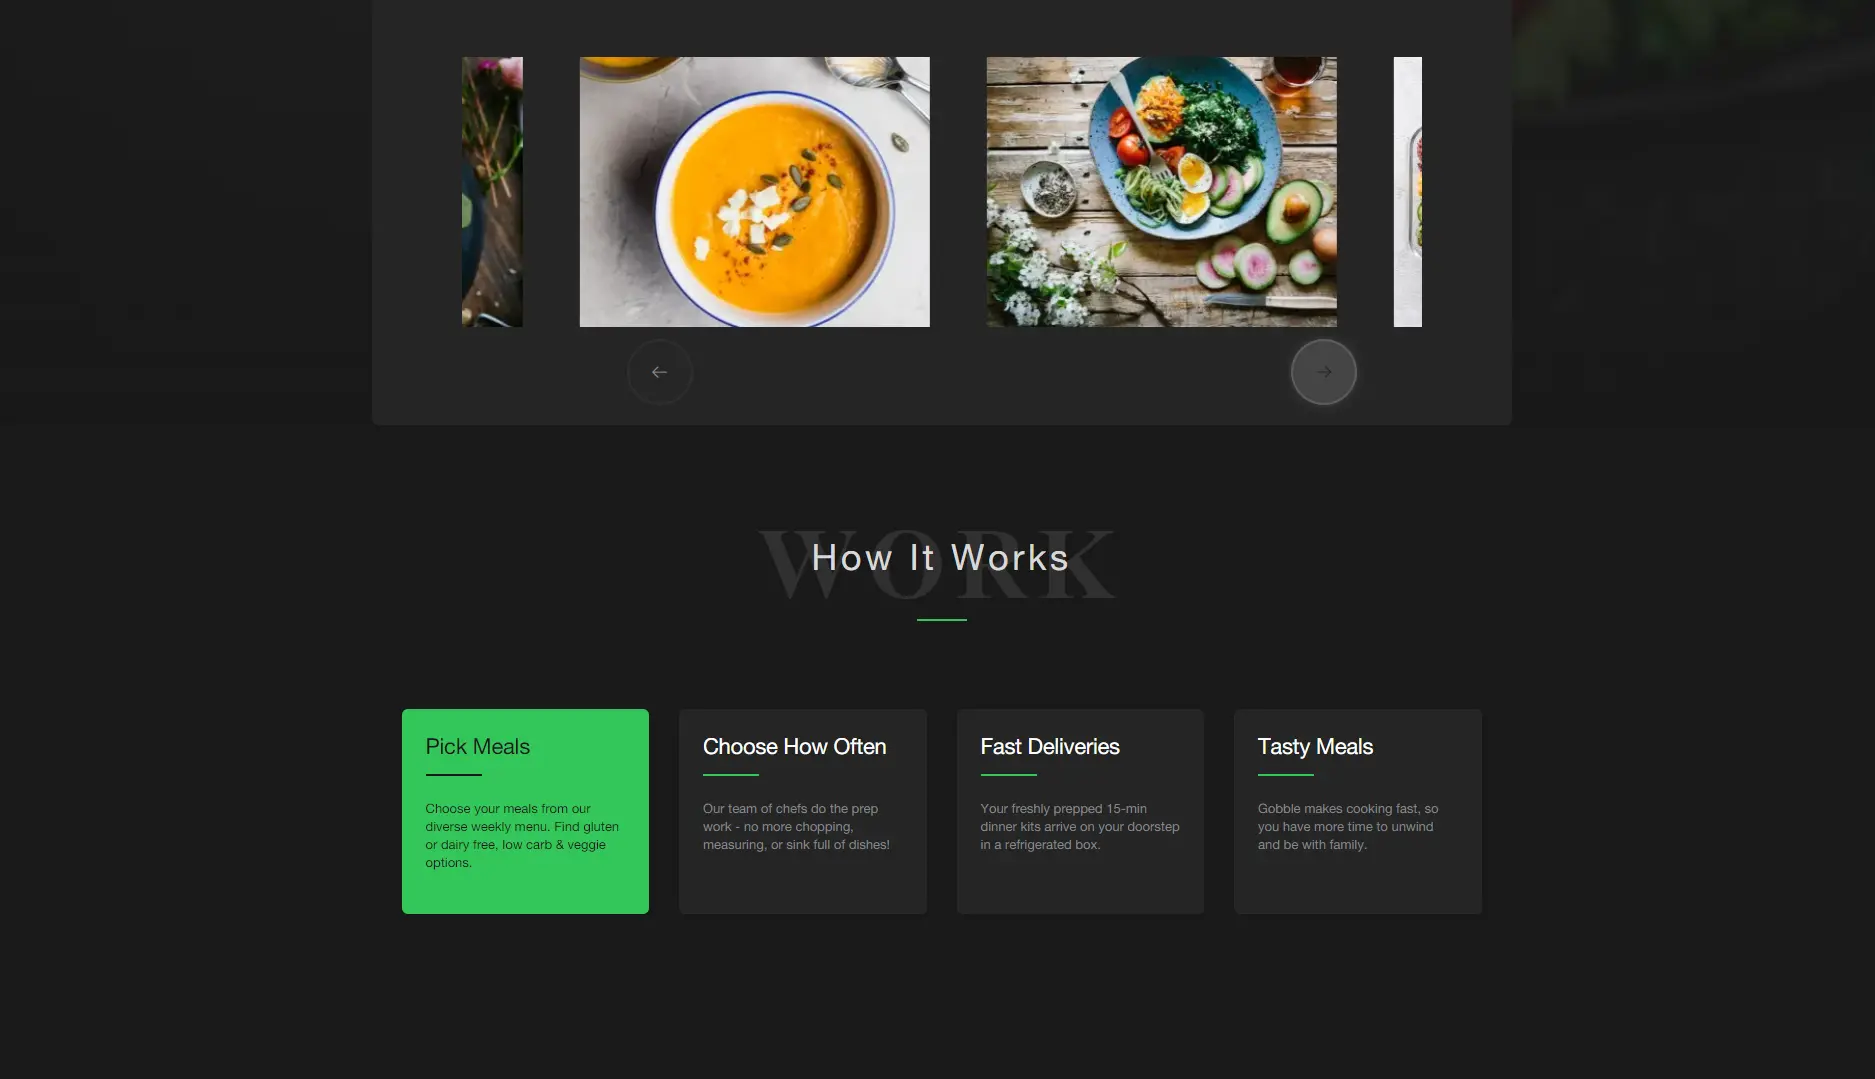 WORK
How It Works
Pick Meals
Choose your meals from our
diverse weekly menu. Find gluten
or dairy free, low carb & veggie
options.
Choose How Often
Our team of chefs do the prep
work - no more chopping,
measuring, or sink full of dishes!
Fast Deliveries
Your freshly prepped 15-min
dinner kits arrive on your doorstep
in a refrigerated box.
Tasty Meals
Gobble makes cooking fast, so
you have more time to unwind
and be with family.